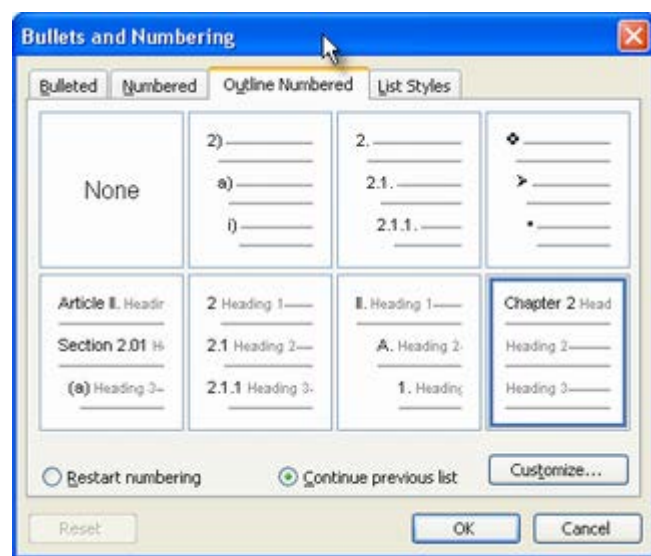 Bullets and Numbering
Bulleted Numbered Outline Numbered List Styles
None
2)
a)
i)
2.
2.1.
2.1.1.
Article II. Headir
Section 2.01 H
(a) Heading 3
2 Heading 1
2.1 Heading 2
2.1.1 Heading 3
II. Heading 1
A. Heading 2
1. Heading
Chapter 2 Head
Heading 2
Heading 3
Restart numbering Continue previous list Customize...
Reset OK Cancel